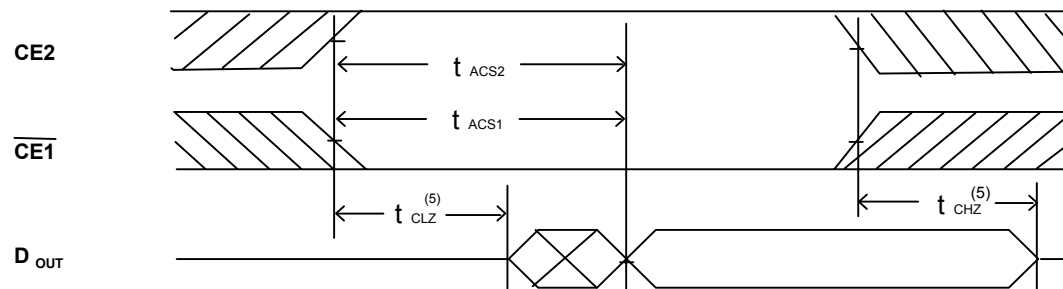 CE2
t ACS2
t ACS1
CE1
t CLZ (5)
t CHZ (5)
D OUT